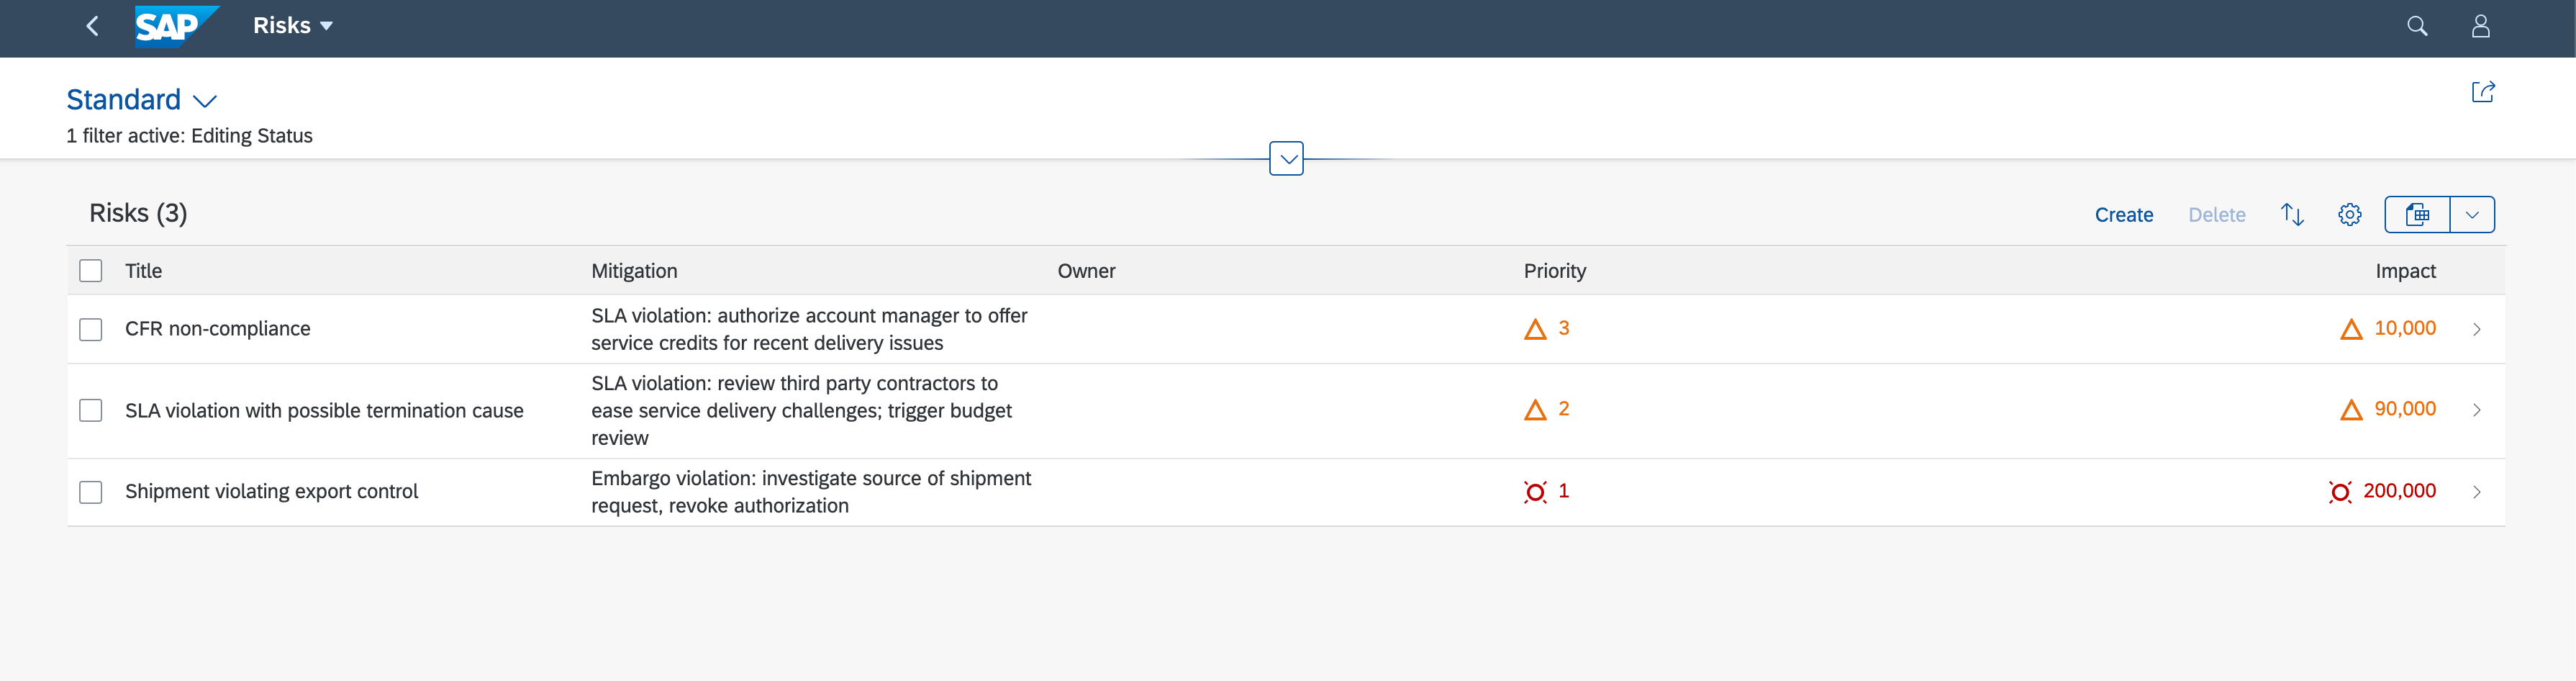 SAP Risks
Standard
1 filter active: Editing Status
Risks (3) Create Delete
Title Mitigation Owner Priority Impact
CFR non-compliance
SLA violation: authorize account manager to offer
service credits for recent delivery issues
3 10,000
SLA violation with possible termination cause
SLA violation: review third party contractors to
ease service delivery challenges; trigger budget
review
2 90,000
Shipment violating export control
Embargo violation: investigate source of shipment
request, revoke authorization
1 200,000